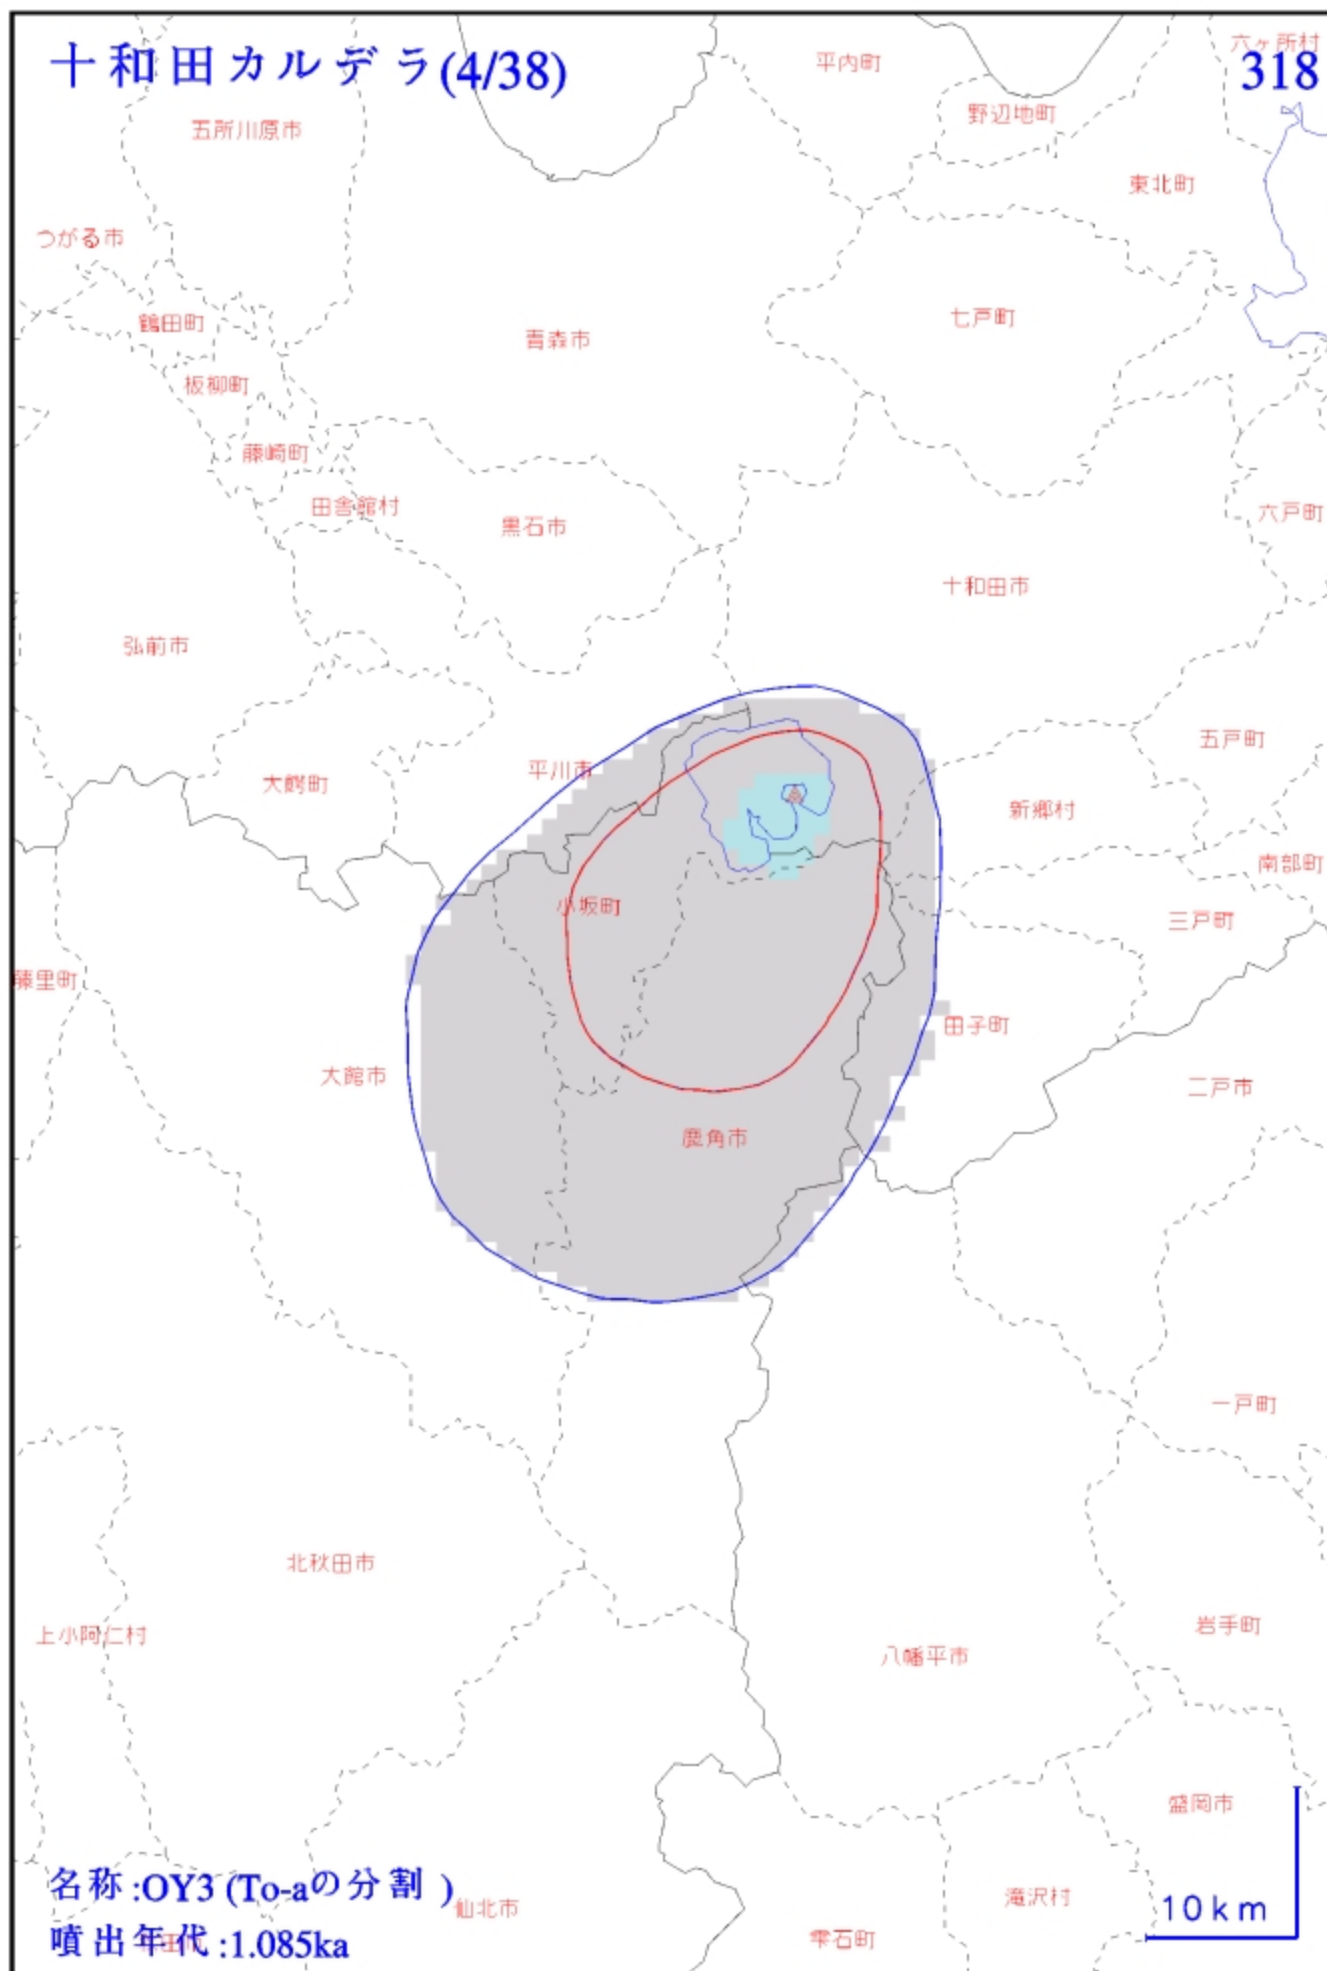 十和田カルデラ(4/38)
318
六ヶ所村
平内町
野辺地町
五所川原市
東北町
つがる市
七戸町
鶴田町
青森市
板柳町
藤崎町
田舎館村
六戸町
黒石市
十和田市
弘前市
五戸町
平川市
大鰐町
新郷村
南部町
小坂町
三戸町
藤里町
田子町
大館市
二戸市
鹿角市
一戸町
北秋田市
岩手町
上小阿仁村
八幡平市
盛岡市
名称:OY3 (To-aの分割 )
滝沢村
仙北市
10km
雫石町
噴出年代:1.085ka